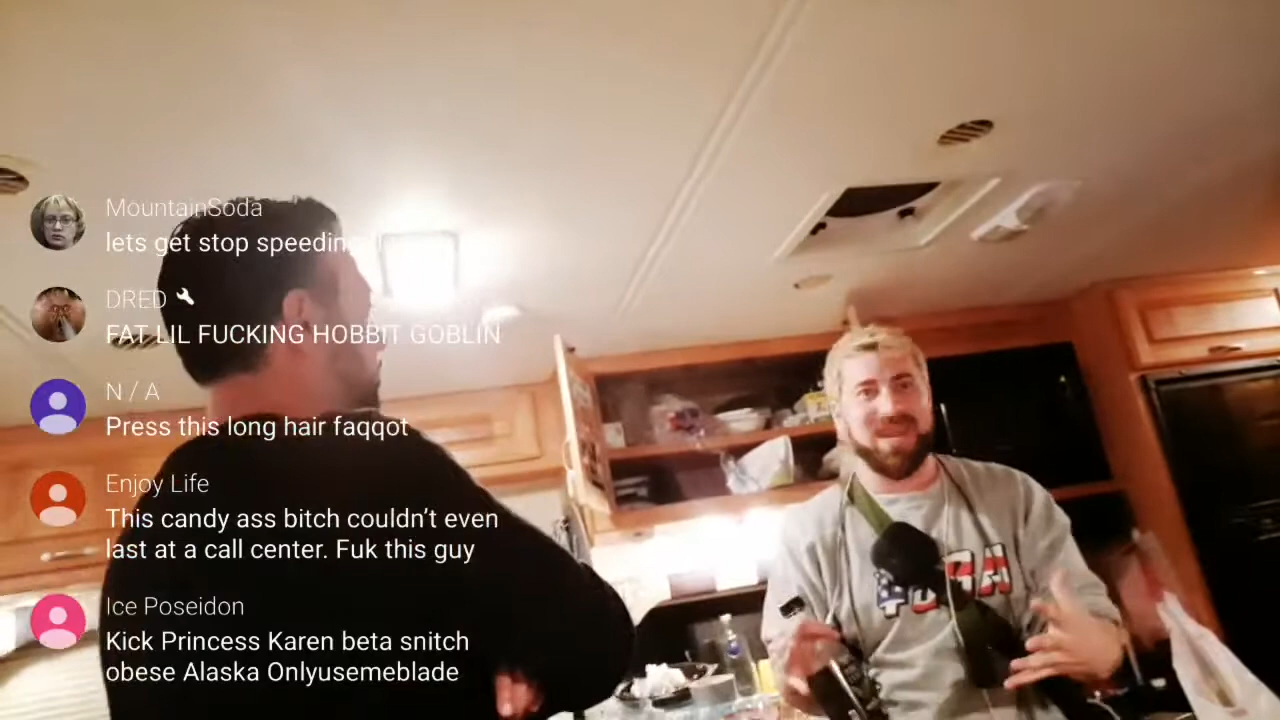 MountainSoda
lets get stop speeding
DRED
FAT LIL FUCKING HOBBIT GOBLIN
N / A
Press this long hair faqqot
Enjoy Life
This candy ass bitch couldn't even
last at a call center. Fuk this guy
Ice Poseidon
Kick Princess Karen beta snitch
obese Alaska Onlyusemeblade